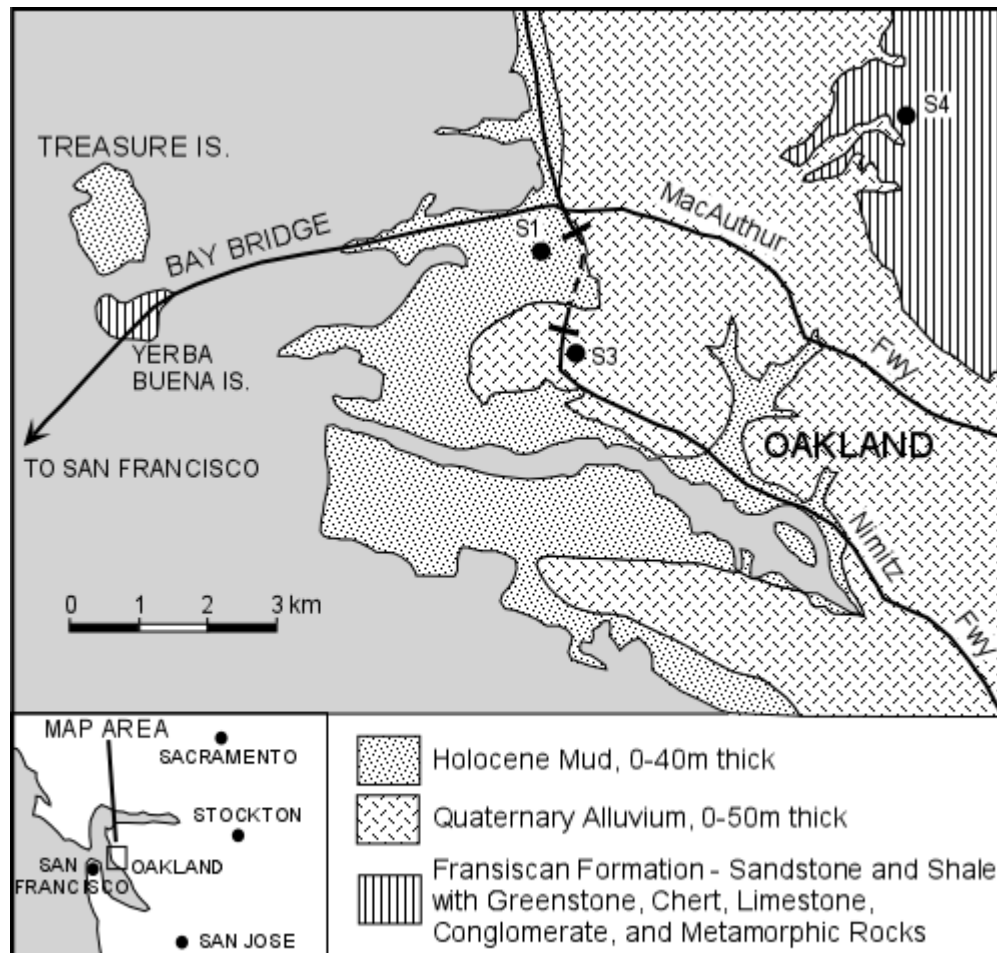 TREASURE IS.
BAY BRIDGE
S1
MacAuthur
S4
Fwy
YERBA
BUENA IS.
S3
TO SAN FRANCISCO
OAKLAND
Nimitz
Fwy
0 1 2 3 km
MAP AREA
SACRAMENTO
STOCKTON
SAN
FRANCISCO
OAKLAND
SAN JOSE
Holocene Mud, 0-40m thick
Quaternary Alluvium, 0-50m thick
Fransiscan Formation - Sandstone and Shale
with Greenstone, Chert, Limestone,
Conglomerate, and Metamorphic Rocks